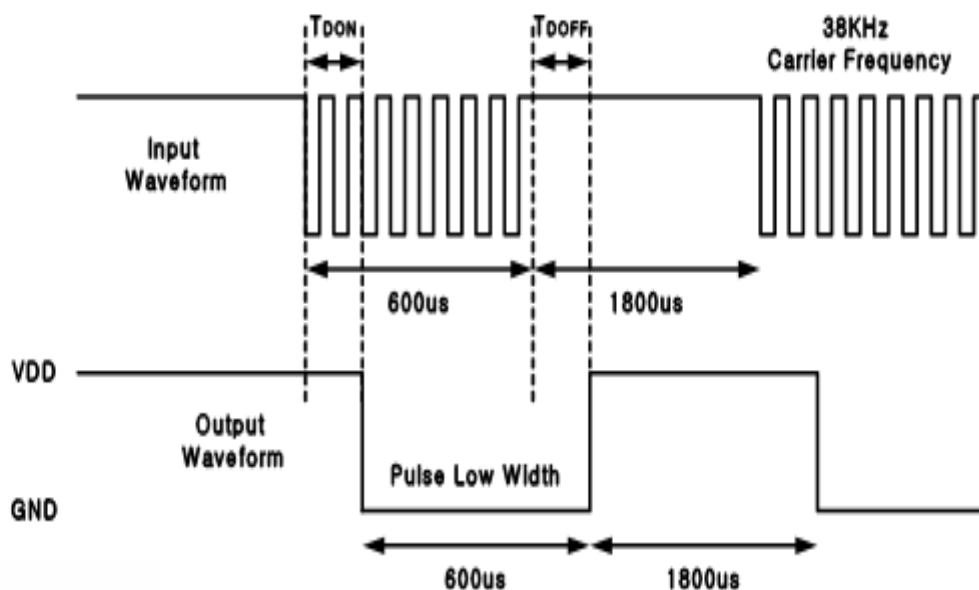 TDON
TDOFF
38KHz
Carrier Frequency
Input
Waveform
600us
1800us
VDD
Output
Waveform
Pulse Low Width
GND
600us
1800us